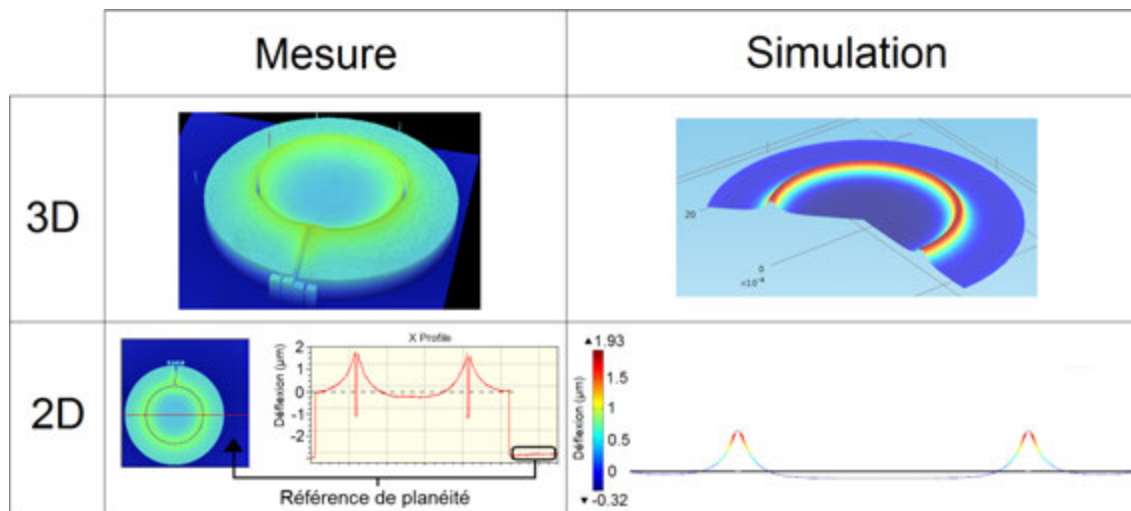 Mesure
Simulation
3D
20
0
×10⁻⁴
2D
X Profile
Déflexion (µm)
2
1
0
-1
-2
Référence de planéité
▲1.93
Déflexion (µm)
1.5
1
0.5
0
▼-0.32